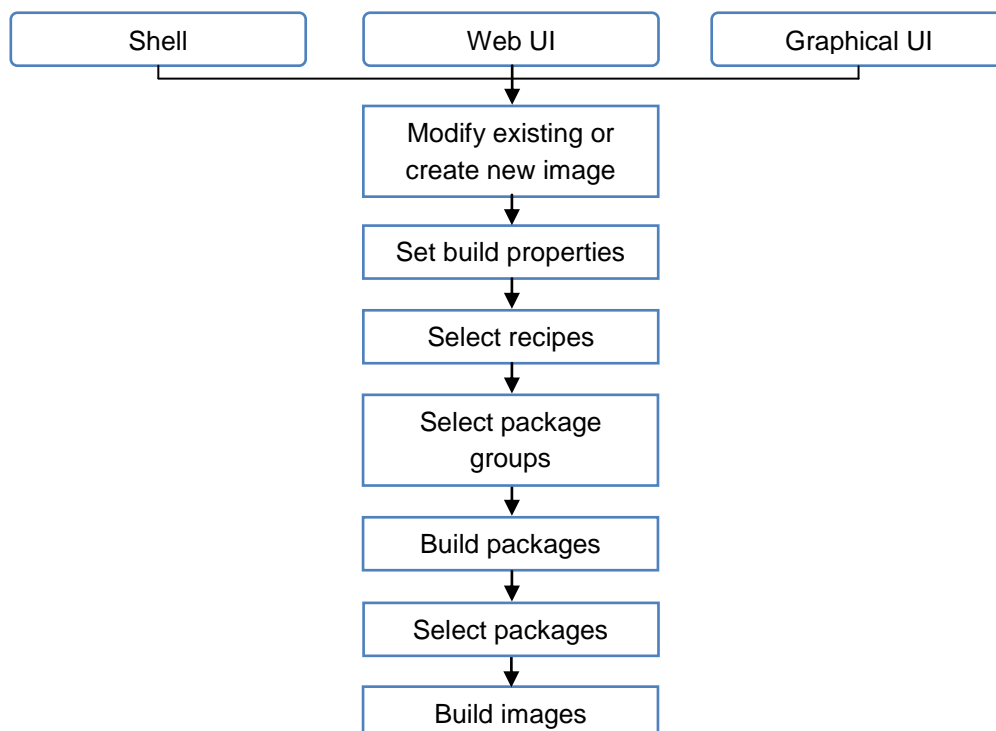 Shell
Web UI
Graphical UI
Modify existing or
create new image
Set build properties
Select recipes
Select package
groups
Build packages
Select packages
Build images